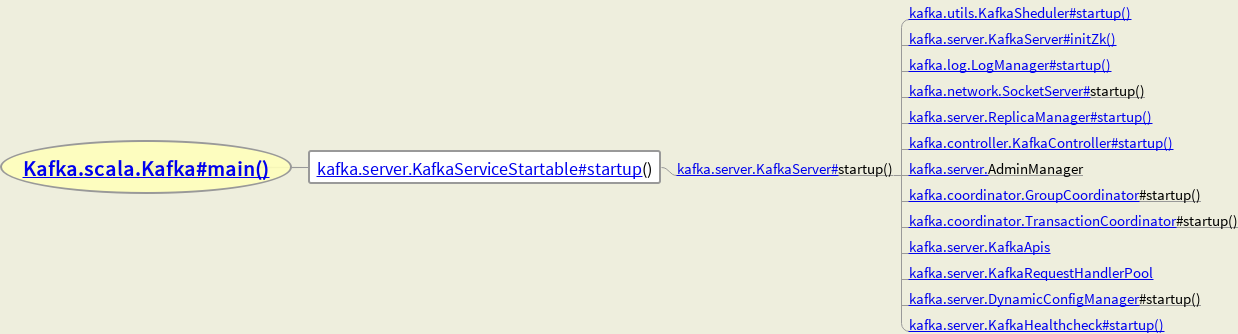 Kafka.scala.Kafka#main()
kafka.server.KafkaServiceStartable#startup()
kafka.server.KafkaServer#startup()
kafka.utils.KafkaSheduler#startup()
kafka.server.KafkaServer#initZk()
kafka.log.LogManager#startup()
kafka.network.SocketServer#startup()
kafka.server.ReplicaManager#startup()
kafka.controller.KafkaController#startup()
kafka.server.AdminManager
kafka.coordinator.GroupCoordinator#startup()
kafka.coordinator.TransactionCoordinator#startup()
kafka.server.KafkaApis
kafka.server.KafkaRequestHandlerPool
kafka.server.DynamicConfigManager#startup()
kafka.server.KafkaHealthcheck#startup()